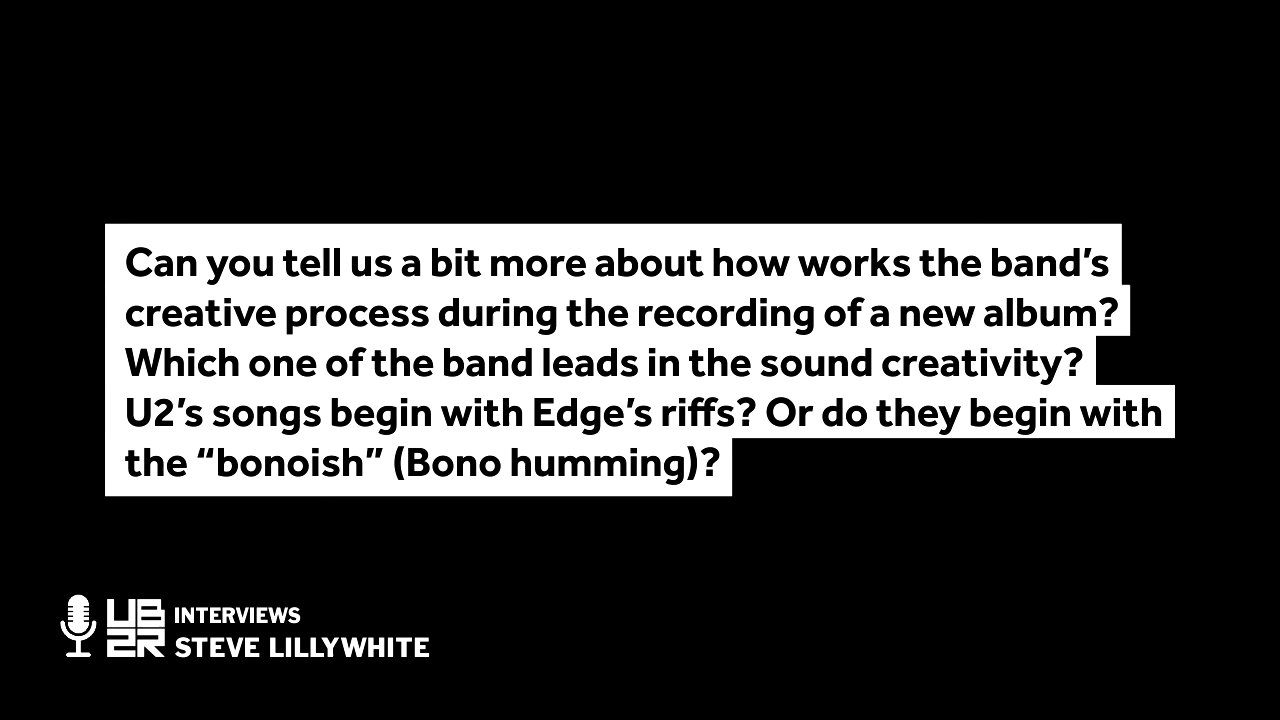 Can you tell us a bit more about how works the band’s
creative process during the recording of a new album?
Which one of the band leads in the sound creativity?
U2’s songs begin with Edge’s riffs? Or do they begin with
the “bonoish” (Bono humming)?
UB
2R
INTERVIEWS
STEVE LILLYWHITE